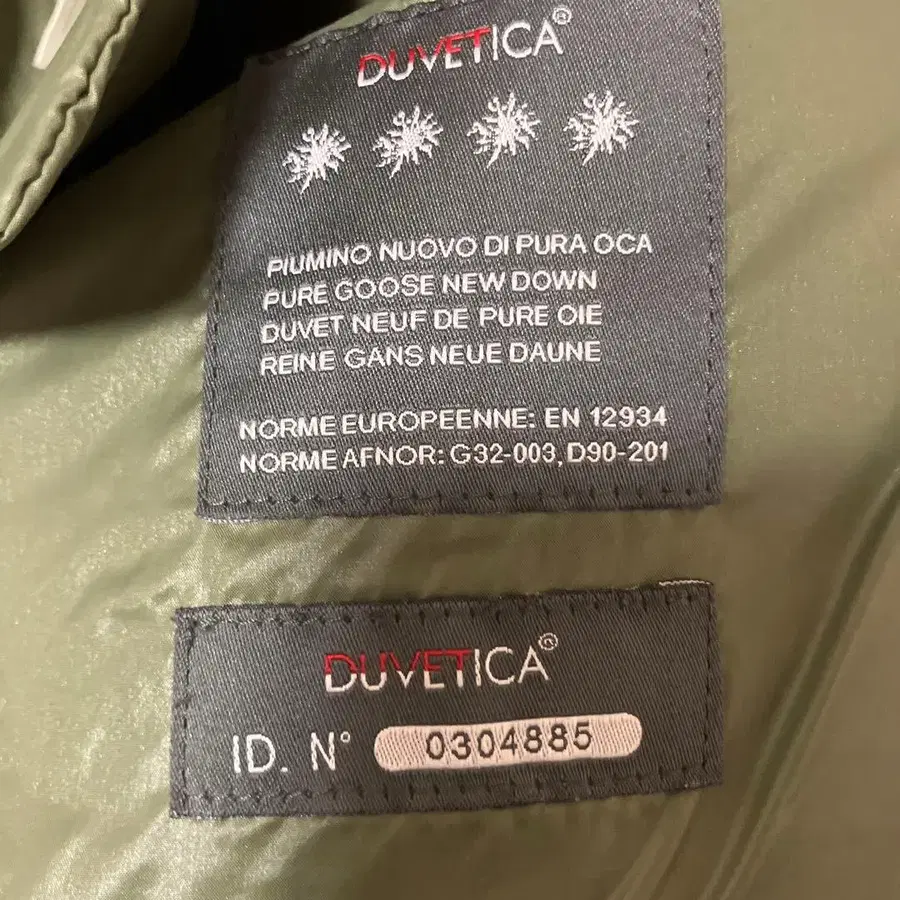 DUVETICA®
PIUMINO NUOVO DI PURA OCA
PURE GOOSE NEW DOWN
DUVET NEUF DE PURE OIE
REINE GANS NEUE DAUNE
NORME EUROPEENNE: EN 12934
NORME AFNOR: G32-003, D90-201
DUVETICA®
ID. N° 0304885